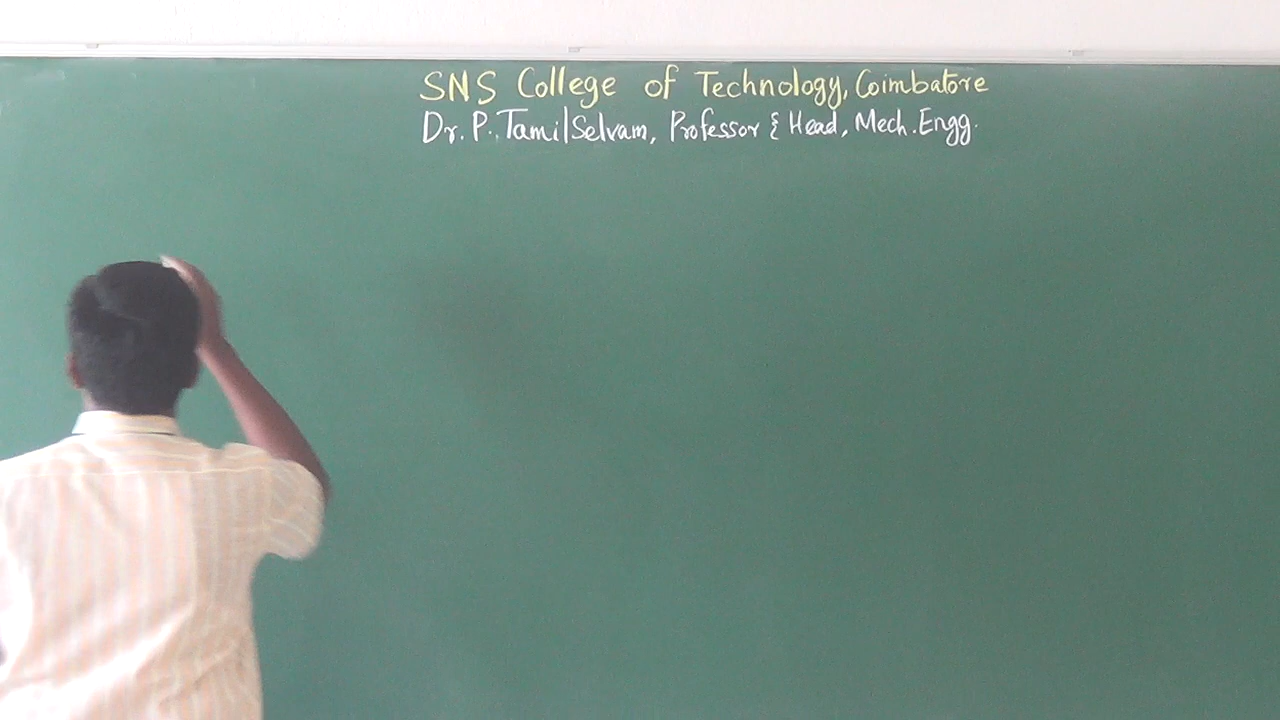 SNS College of Technology, Coimbatore
Dr. P. TamilSelvam, Professor & Head, Mech. Engg.